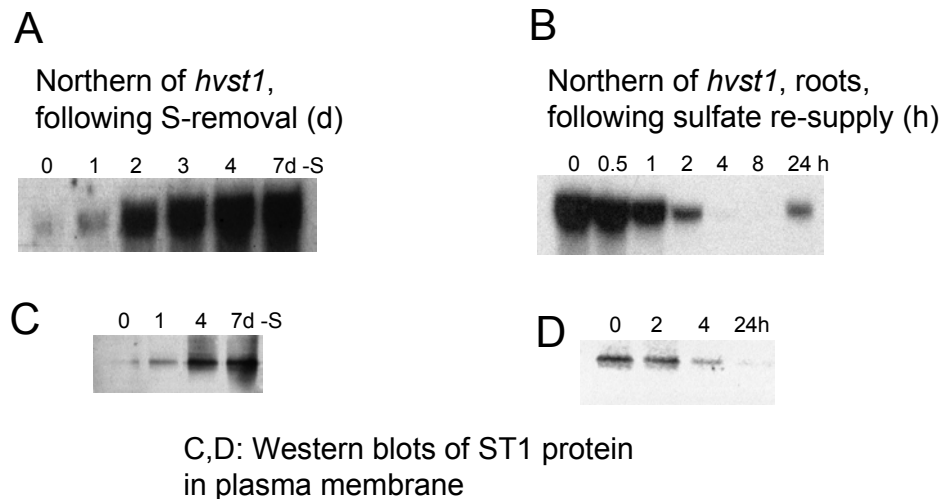 A
Northern of hvst1,
following S-removal (d)
0 1 2 3 4 7d -S
B
Northern of hvst1, roots,
following sulfate re-supply (h)
0 0.5 1 2 4 8 24 h
C
0 1 4 7d -S
D
0 2 4 24h
C,D: Western blots of ST1 protein
in plasma membrane